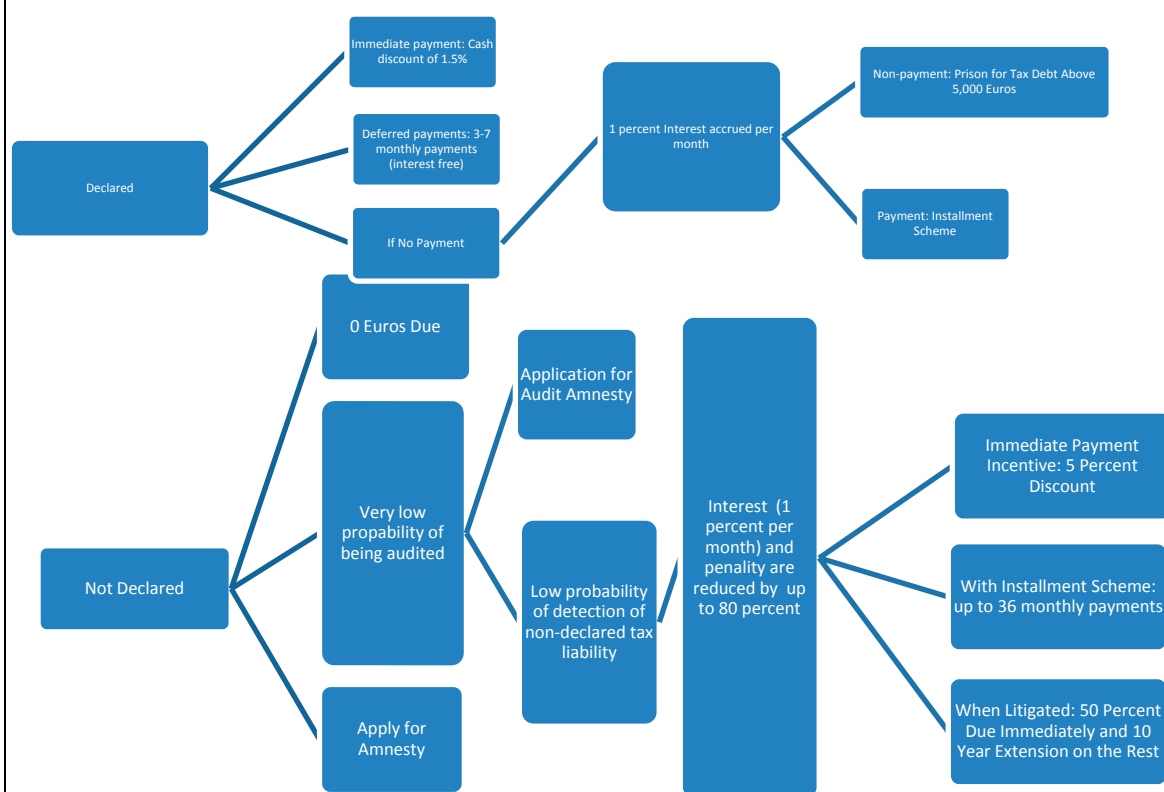 Immediate payment: Cash
discount of 1.5%
Deferred payments: 3-7
monthly payments
(interest free)
Declared
If No Payment
1 percent Interest accrued per
month
Non-payment: Prison for Tax Debt Above
5,000 Euros
Payment: Installment
Scheme
0 Euros Due
Very low
propability of
being audited
Not Declared
Apply for
Amnesty
Application for
Audit Amnesty
Low probability
of detection of
non-declared tax
liability
Interest (1
percent per
month) and
penality are
reduced by up
to 80 percent
Immediate Payment
Incentive: 5 Percent
Discount
With Installment Scheme:
up to 36 monthly payments
When Litigated: 50 Percent
Due Immediately and 10
Year Extension on the Rest